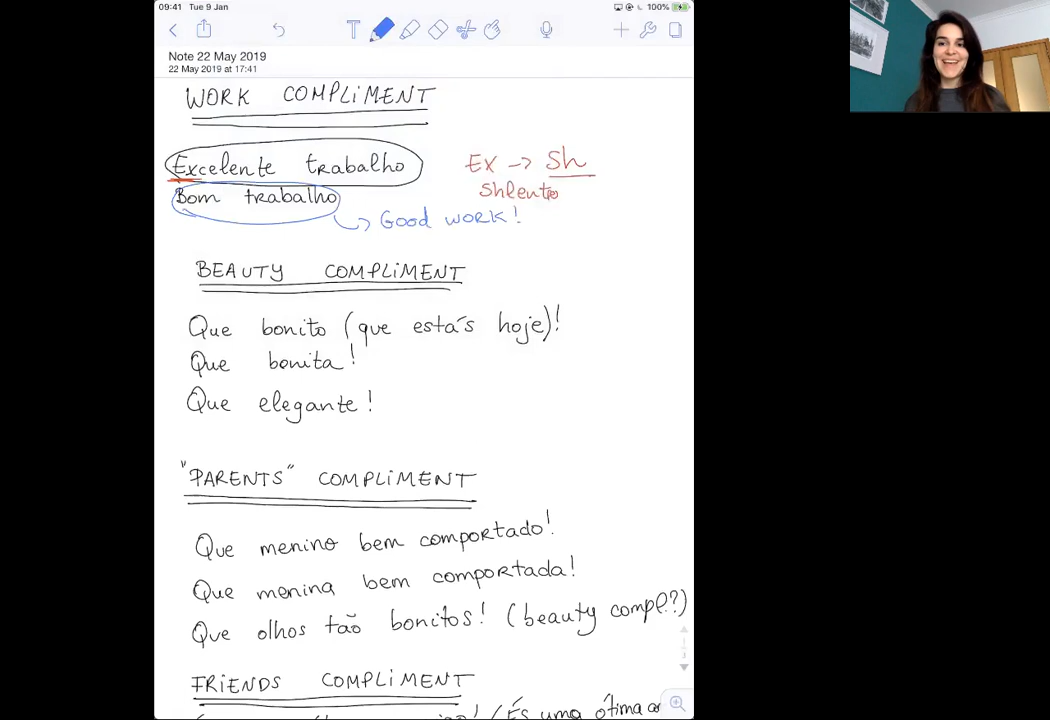 09:41 Tue 9 Jan
100%
Note 22 May 2019
22 May 2019 at 17:41
WORK COMPLIMENT
Excelente trabalho
Ex -> Sh
Shlente
Bom trabalho
Good work!
BEAUTY COMPLIMENT
Que bonito (que estás hoje)!
Que bonita!
Que elegante!
"PARENTS" COMPLIMENT
Que menino bem comportado!
Que menina bem comportada!
Que olhos tão bonitos! (beauty compl??)
FRIENDS COMPLIMENT
! / És uma ótima